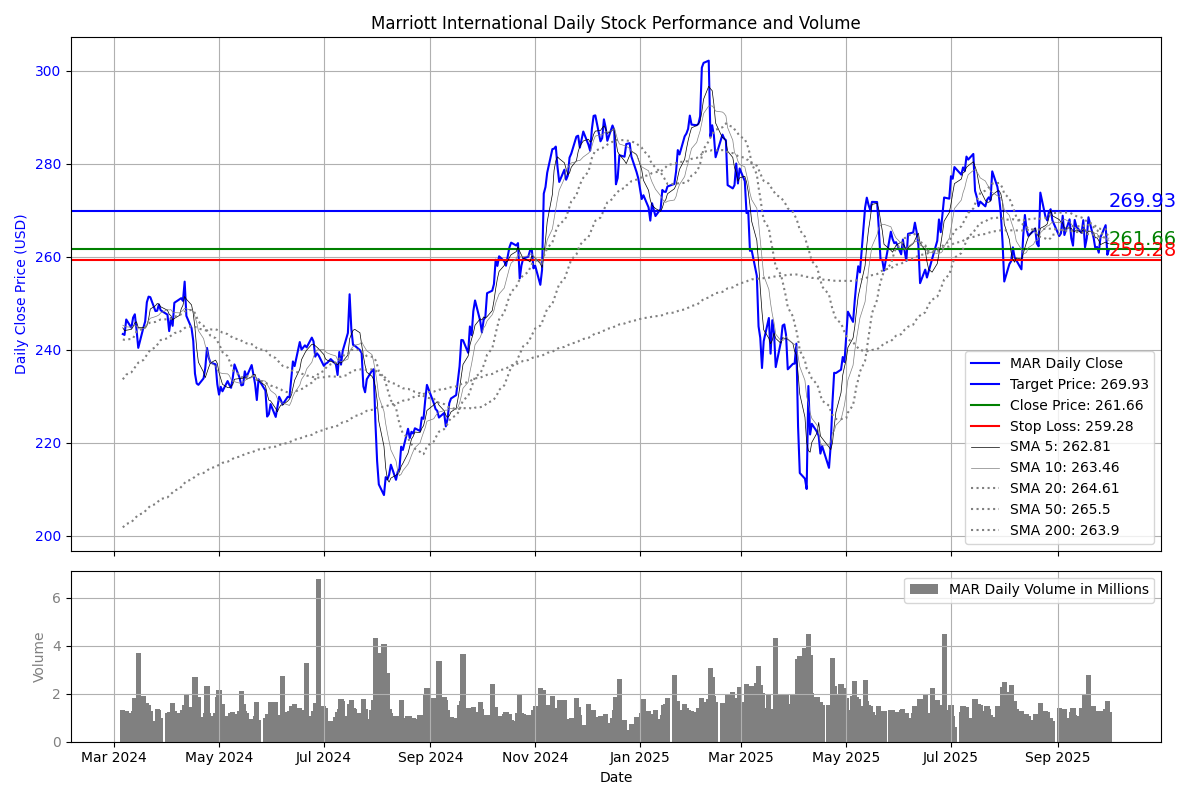 Marriott International Daily Stock Performance and Volume
Daily Close Price (USD)
300
280
260
240
220
200
269.93
261.66
259.28
MAR Daily Close
Target Price: 269.93
Close Price: 261.66
Stop Loss: 259.28
SMA 5: 262.81
SMA 10: 263.46
SMA 20: 264.61
SMA 50: 265.5
SMA 200: 263.9
Volume
6
4
2
0
MAR Daily Volume in Millions
Mar 2024 May 2024 Jul 2024 Sep 2024 Nov 2024 Jan 2025 Mar 2025 May 2025 Jul 2025 Sep 2025
Date